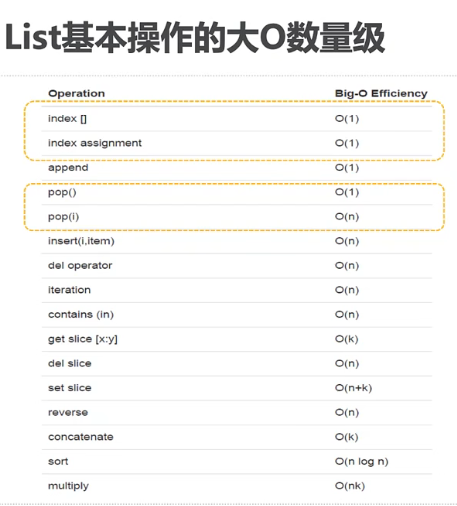 List基本操作的大O数量级
Operation Big-O Efficiency
index [] O(1)
index assignment O(1)
append O(1)
pop() O(1)
pop(i) O(n)
insert(i,item) O(n)
del operator O(n)
iteration O(n)
contains (in) O(n)
get slice [x:y] O(k)
del slice O(n)
set slice O(n+k)
reverse O(n)
concatenate O(k)
sort O(n log n)
multiply O(nk)